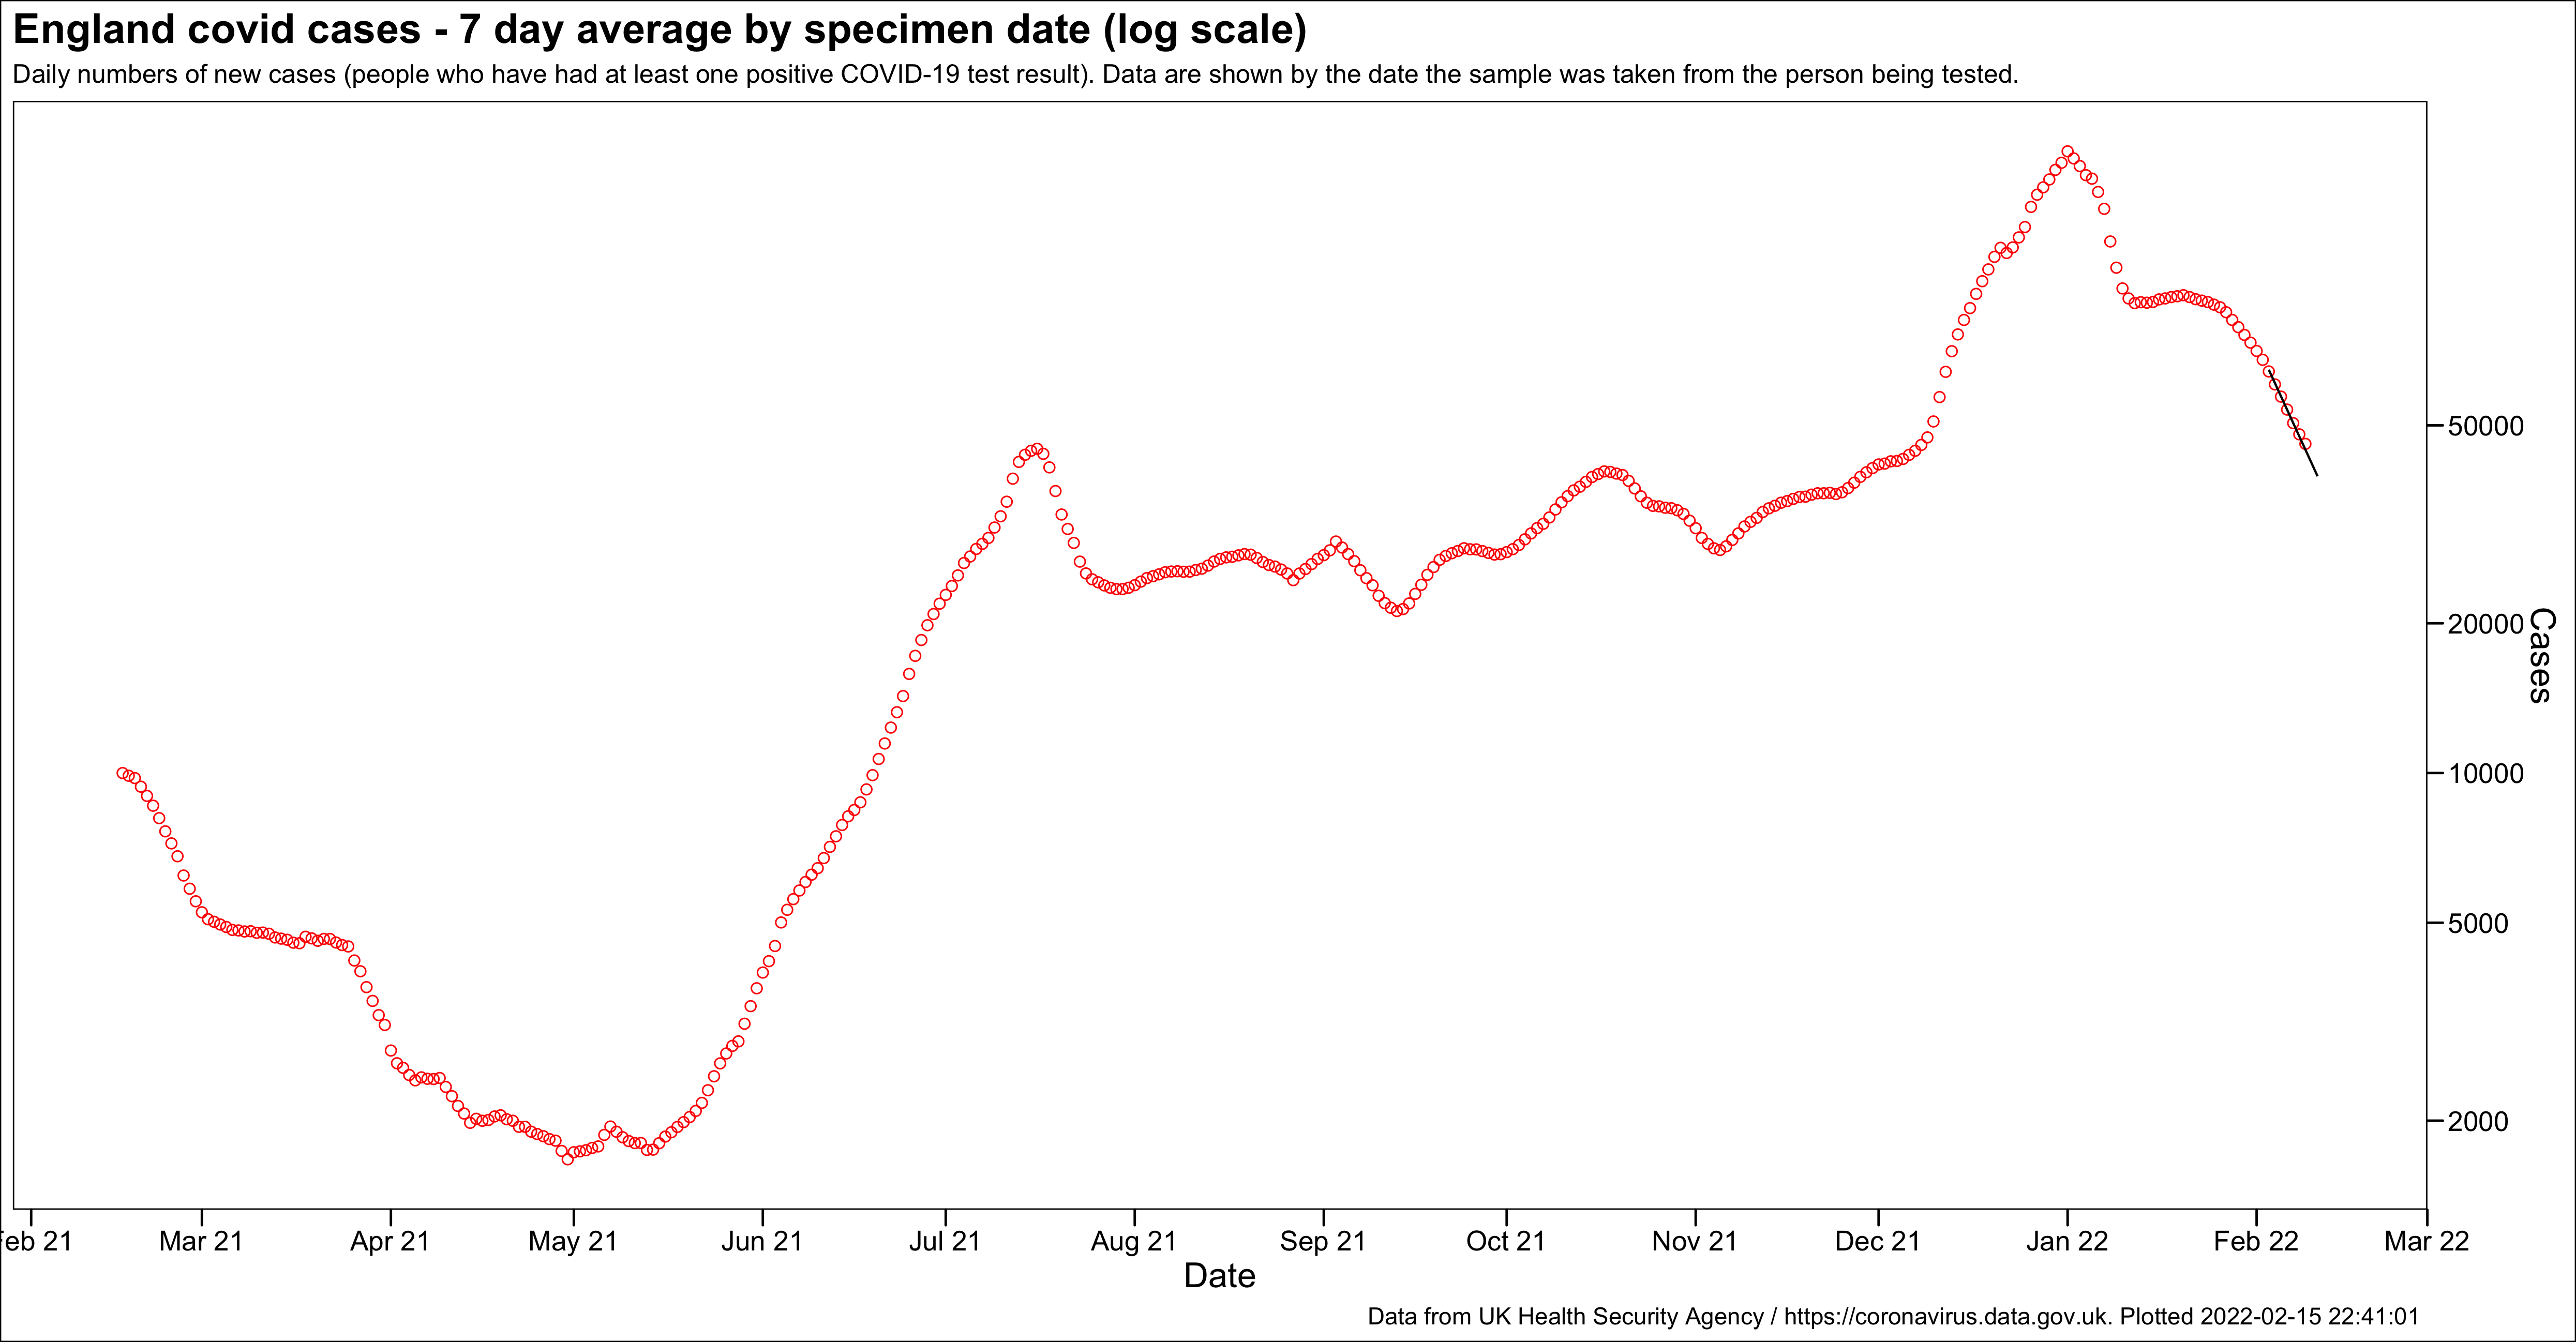 England covid cases - 7 day average by specimen date (log scale)
Daily numbers of new cases (people who have had at least one positive COVID-19 test result). Data are shown by the date the sample was taken from the person being tested.
50000
20000
10000
5000
2000
Cases
eb 21 Mar 21 Apr 21 May 21 Jun 21 Jul 21 Aug 21 Sep 21 Oct 21 Nov 21 Dec 21 Jan 22 Feb 22 Mar 22
Date
Data from UK Health Security Agency / https://coronavirus.data.gov.uk. Plotted 2022-02-15 22:41:01